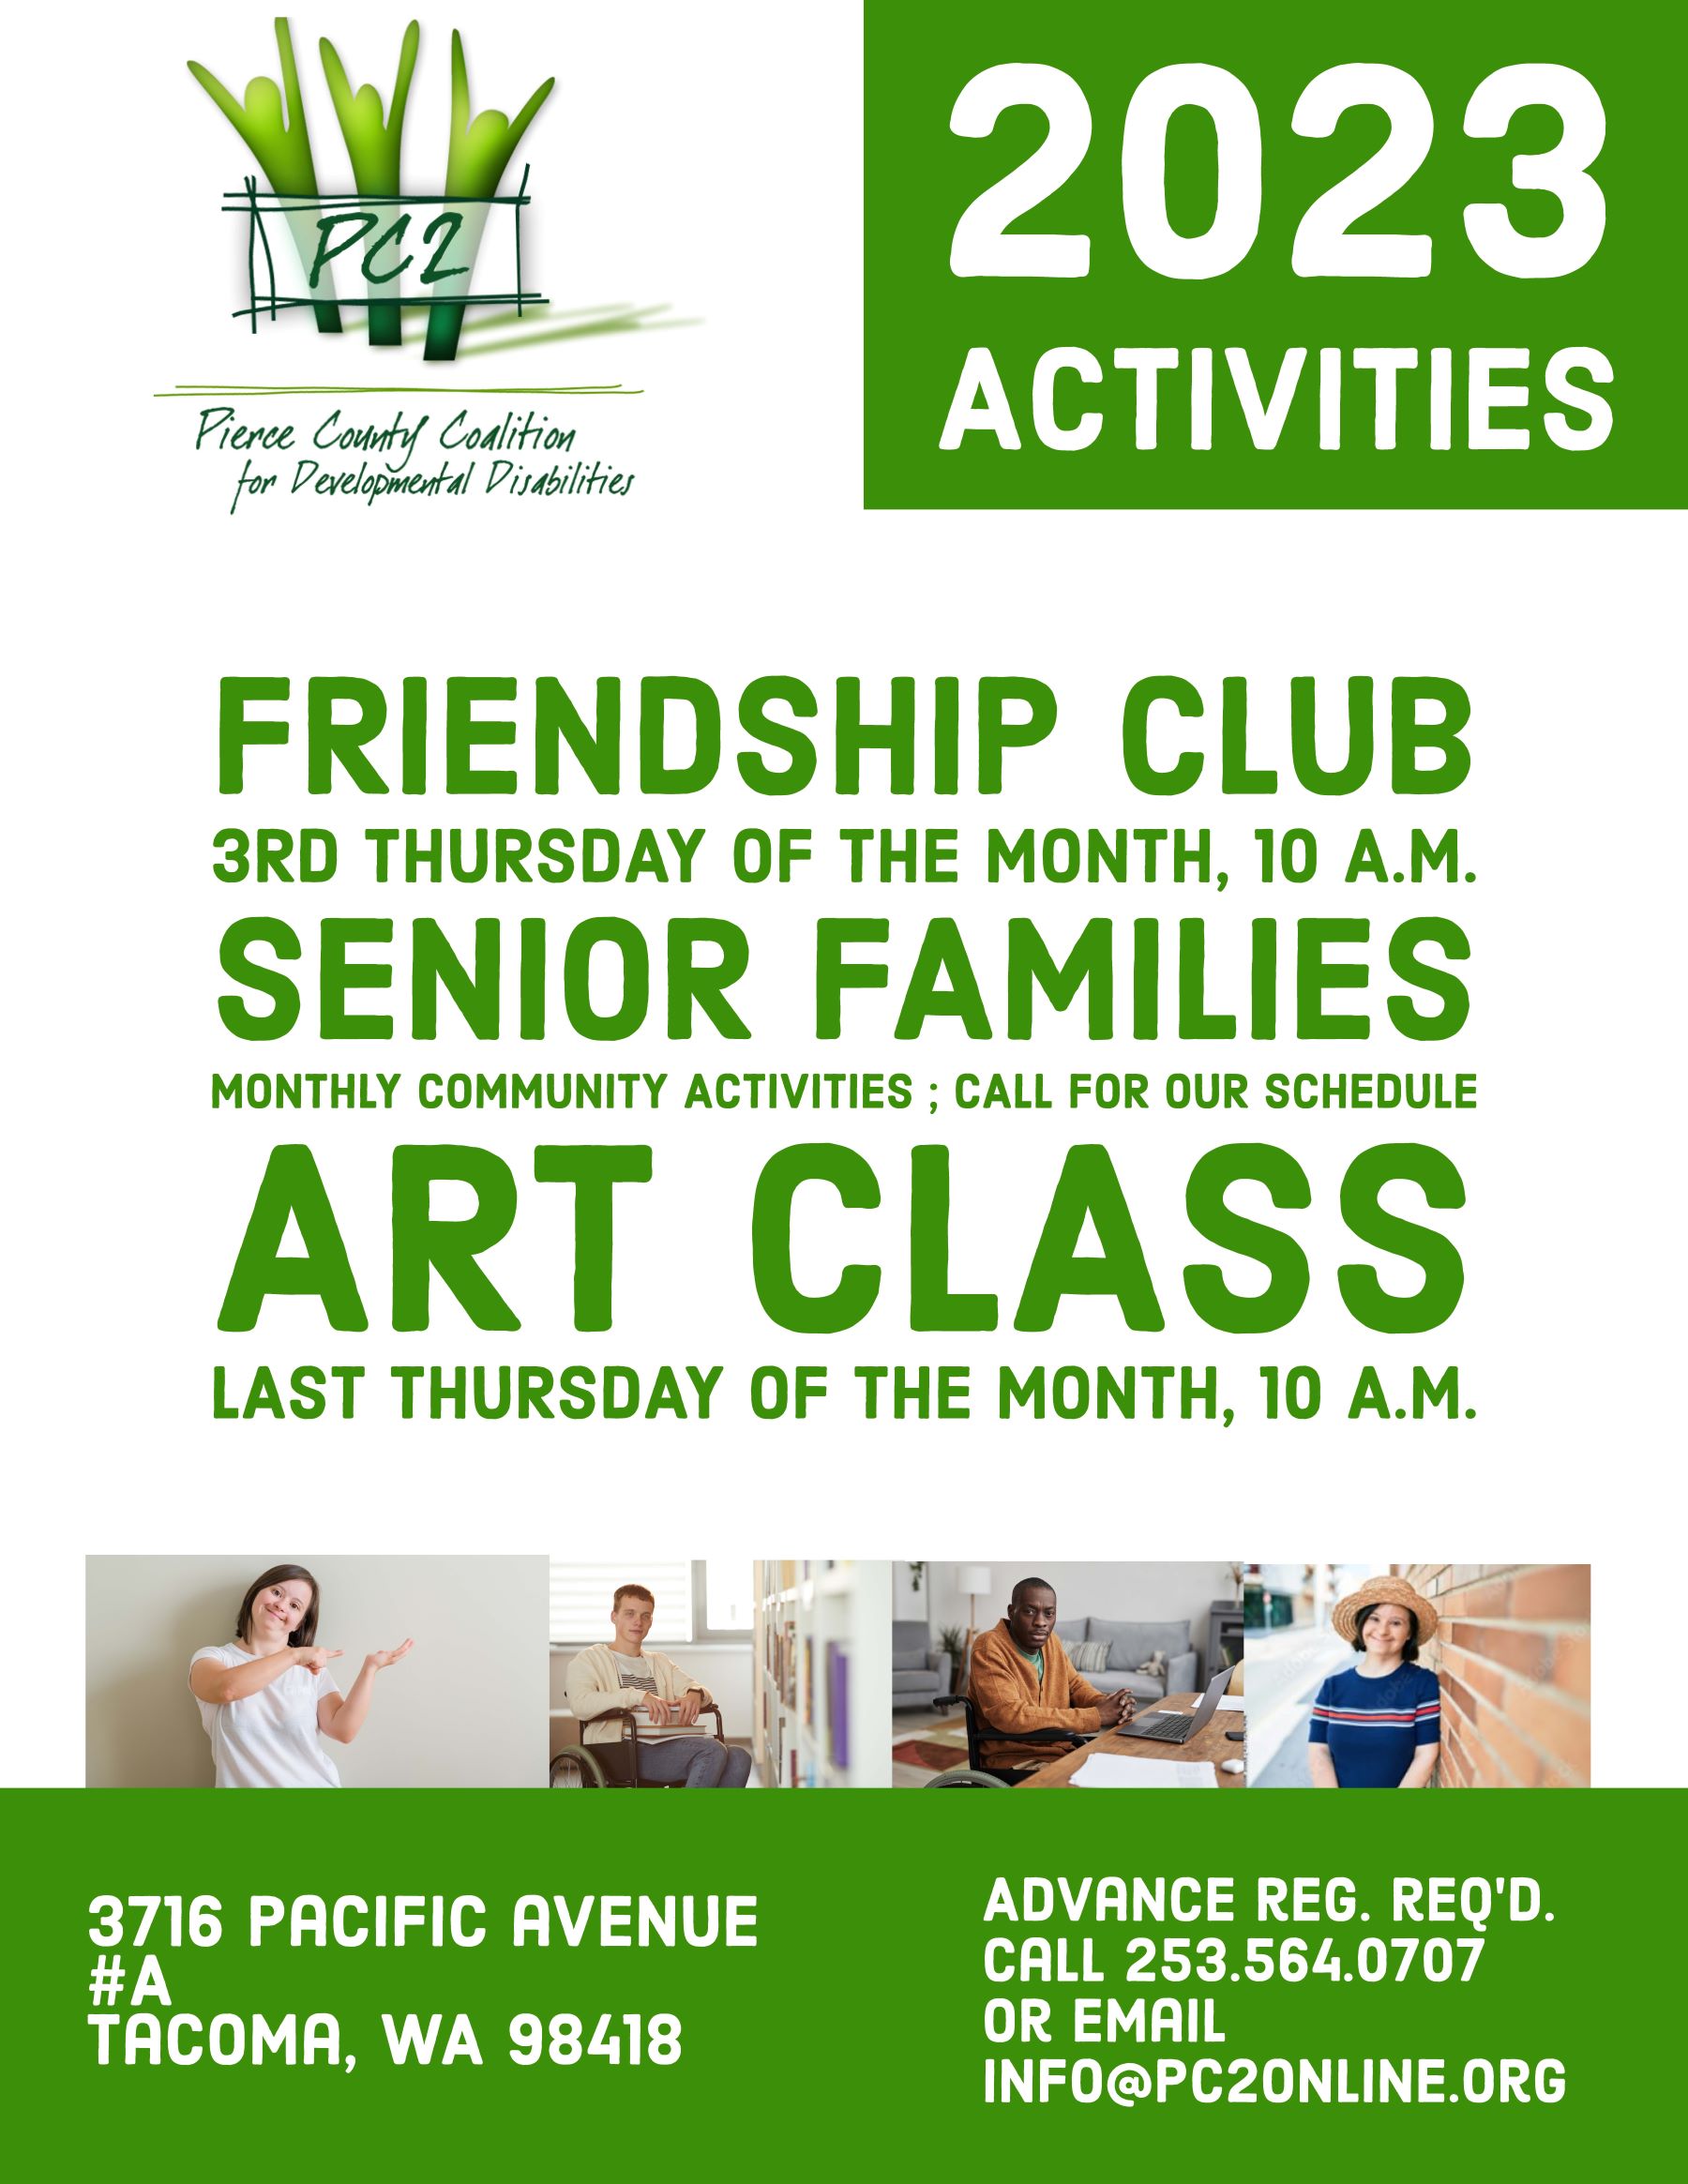 PC2
Pierce County Coalition
for Developmental Disabilities
2023
ACTIVITIES
FRIENDSHIP CLUB
3RD THURSDAY OF THE MONTH, 10 A.M.
SENIOR FAMILIES
MONTHLY COMMUNITY ACTIVITIES ; CALL FOR OUR SCHEDULE
ART CLASS
LAST THURSDAY OF THE MONTH, 10 A.M.
3716 PACIFIC AVENUE
#A
TACOMA, WA 98418
ADVANCE REG. REQ'D.
CALL 253.564.0707
OR EMAIL
INFO@PC2ONLINE.ORG